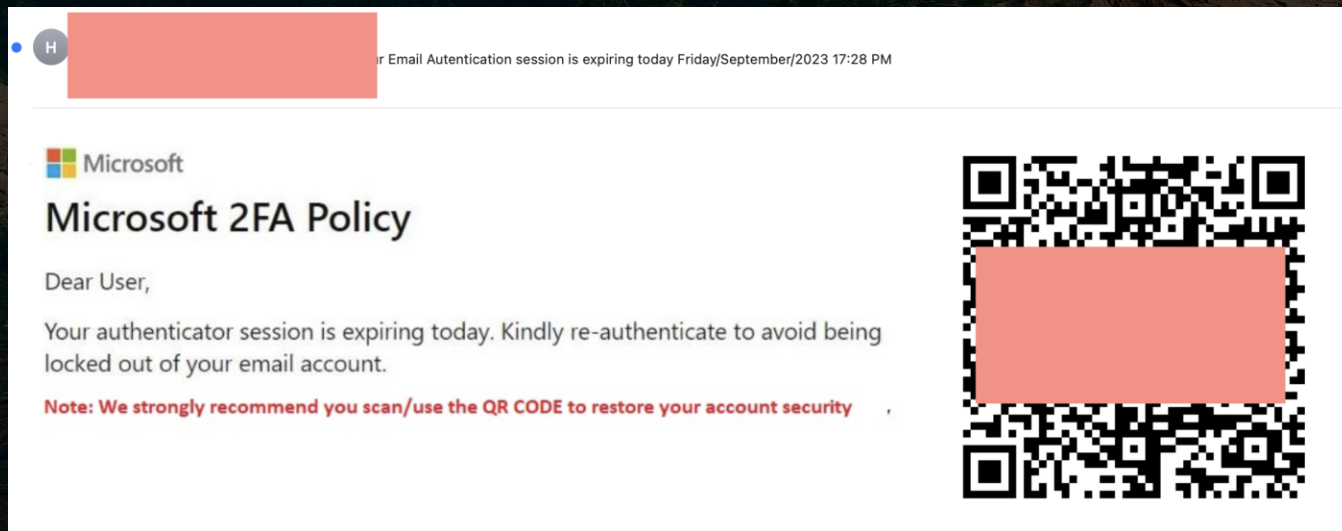 H
Email Autentication session is expiring today Friday/September/2023 17:28 PM
Microsoft
Microsoft 2FA Policy
Dear User,
Your authenticator session is expiring today. Kindly re-authenticate to avoid being
locked out of your email account.
Note: We strongly recommend you scan/use the QR CODE to restore your account security ,